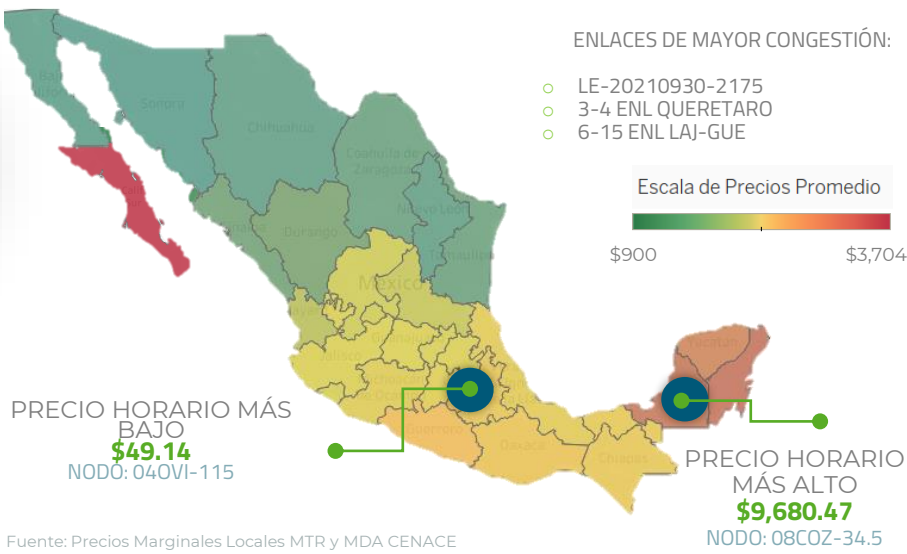 ENLACES DE MAYOR CONGESTIÓN:
LE-20210930-2175
3-4 ENL QUERETARO
6-15 ENL LAJ-GUE
Escala de Precios Promedio
$900
$3,704
Sonora
Chihuahua
Coahuila de
Zaragoza
Nuevo León
Durango
Tamaulipas
México
Guanajuato
Jalisco
Guerrero
Oaxaca
Chiapas
Yucatán
PRECIO HORARIO MÁS
BAJO
$49.14
NODO: 04OVI-115
PRECIO HORARIO
MÁS ALTO
$9,680.47
NODO: 08COZ-34.5
Fuente: Precios Marginales Locales MTR y MDA CENACE